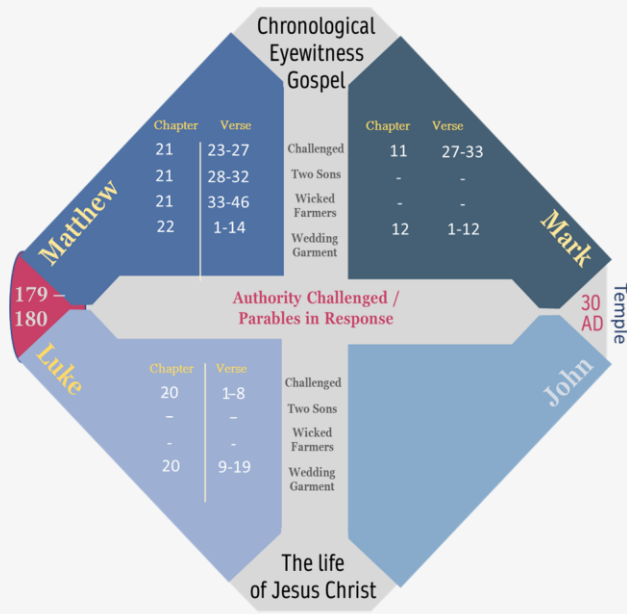 Chronological
Eyewitness
Gospel
Matthew
Chapter Verse
21 23-27
21 28-32
21 33-46
22 1-14
Challenged
Two Sons
Wicked
Farmers
Wedding
Garment
Mark
Chapter Verse
11 27-33
- -
- -
12 1-12
179 –
180
Authority Challenged /
Parables in Response
30
AD
Temple
Luke
Chapter Verse
20 1-8
– –
- -
20 9-19
Challenged
Two Sons
Wicked
Farmers
Wedding
Garment
John
The life
of Jesus Christ